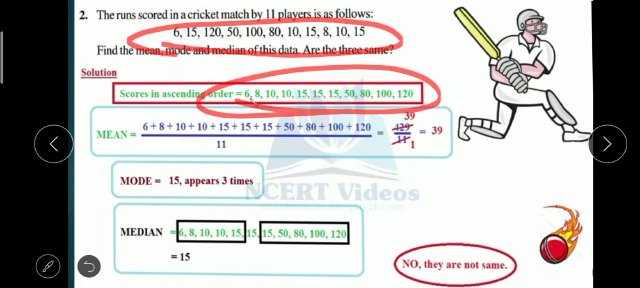 2. The runs scored in a cricket match by 11 players is as follows:
6, 15, 120, 50, 100, 80, 10, 15, 8, 10, 15
Find the mean, mode and median of this data. Are the three same?
Solution
Scores in ascending order = 6, 8, 10, 10, 15, 15, 15, 50, 80, 100, 120
39
MEAN = 6 + 8 + 10 + 10 + 15 + 15 + 15 + 50 + 80 + 100 + 120 = 429 = 39
11 11 1
MODE = 15, appears 3 times
NCERT Videos
MEDIAN = 6, 8, 10, 10, 15, 15, 15, 50, 80, 100, 120
= 15
NO, they are not same.